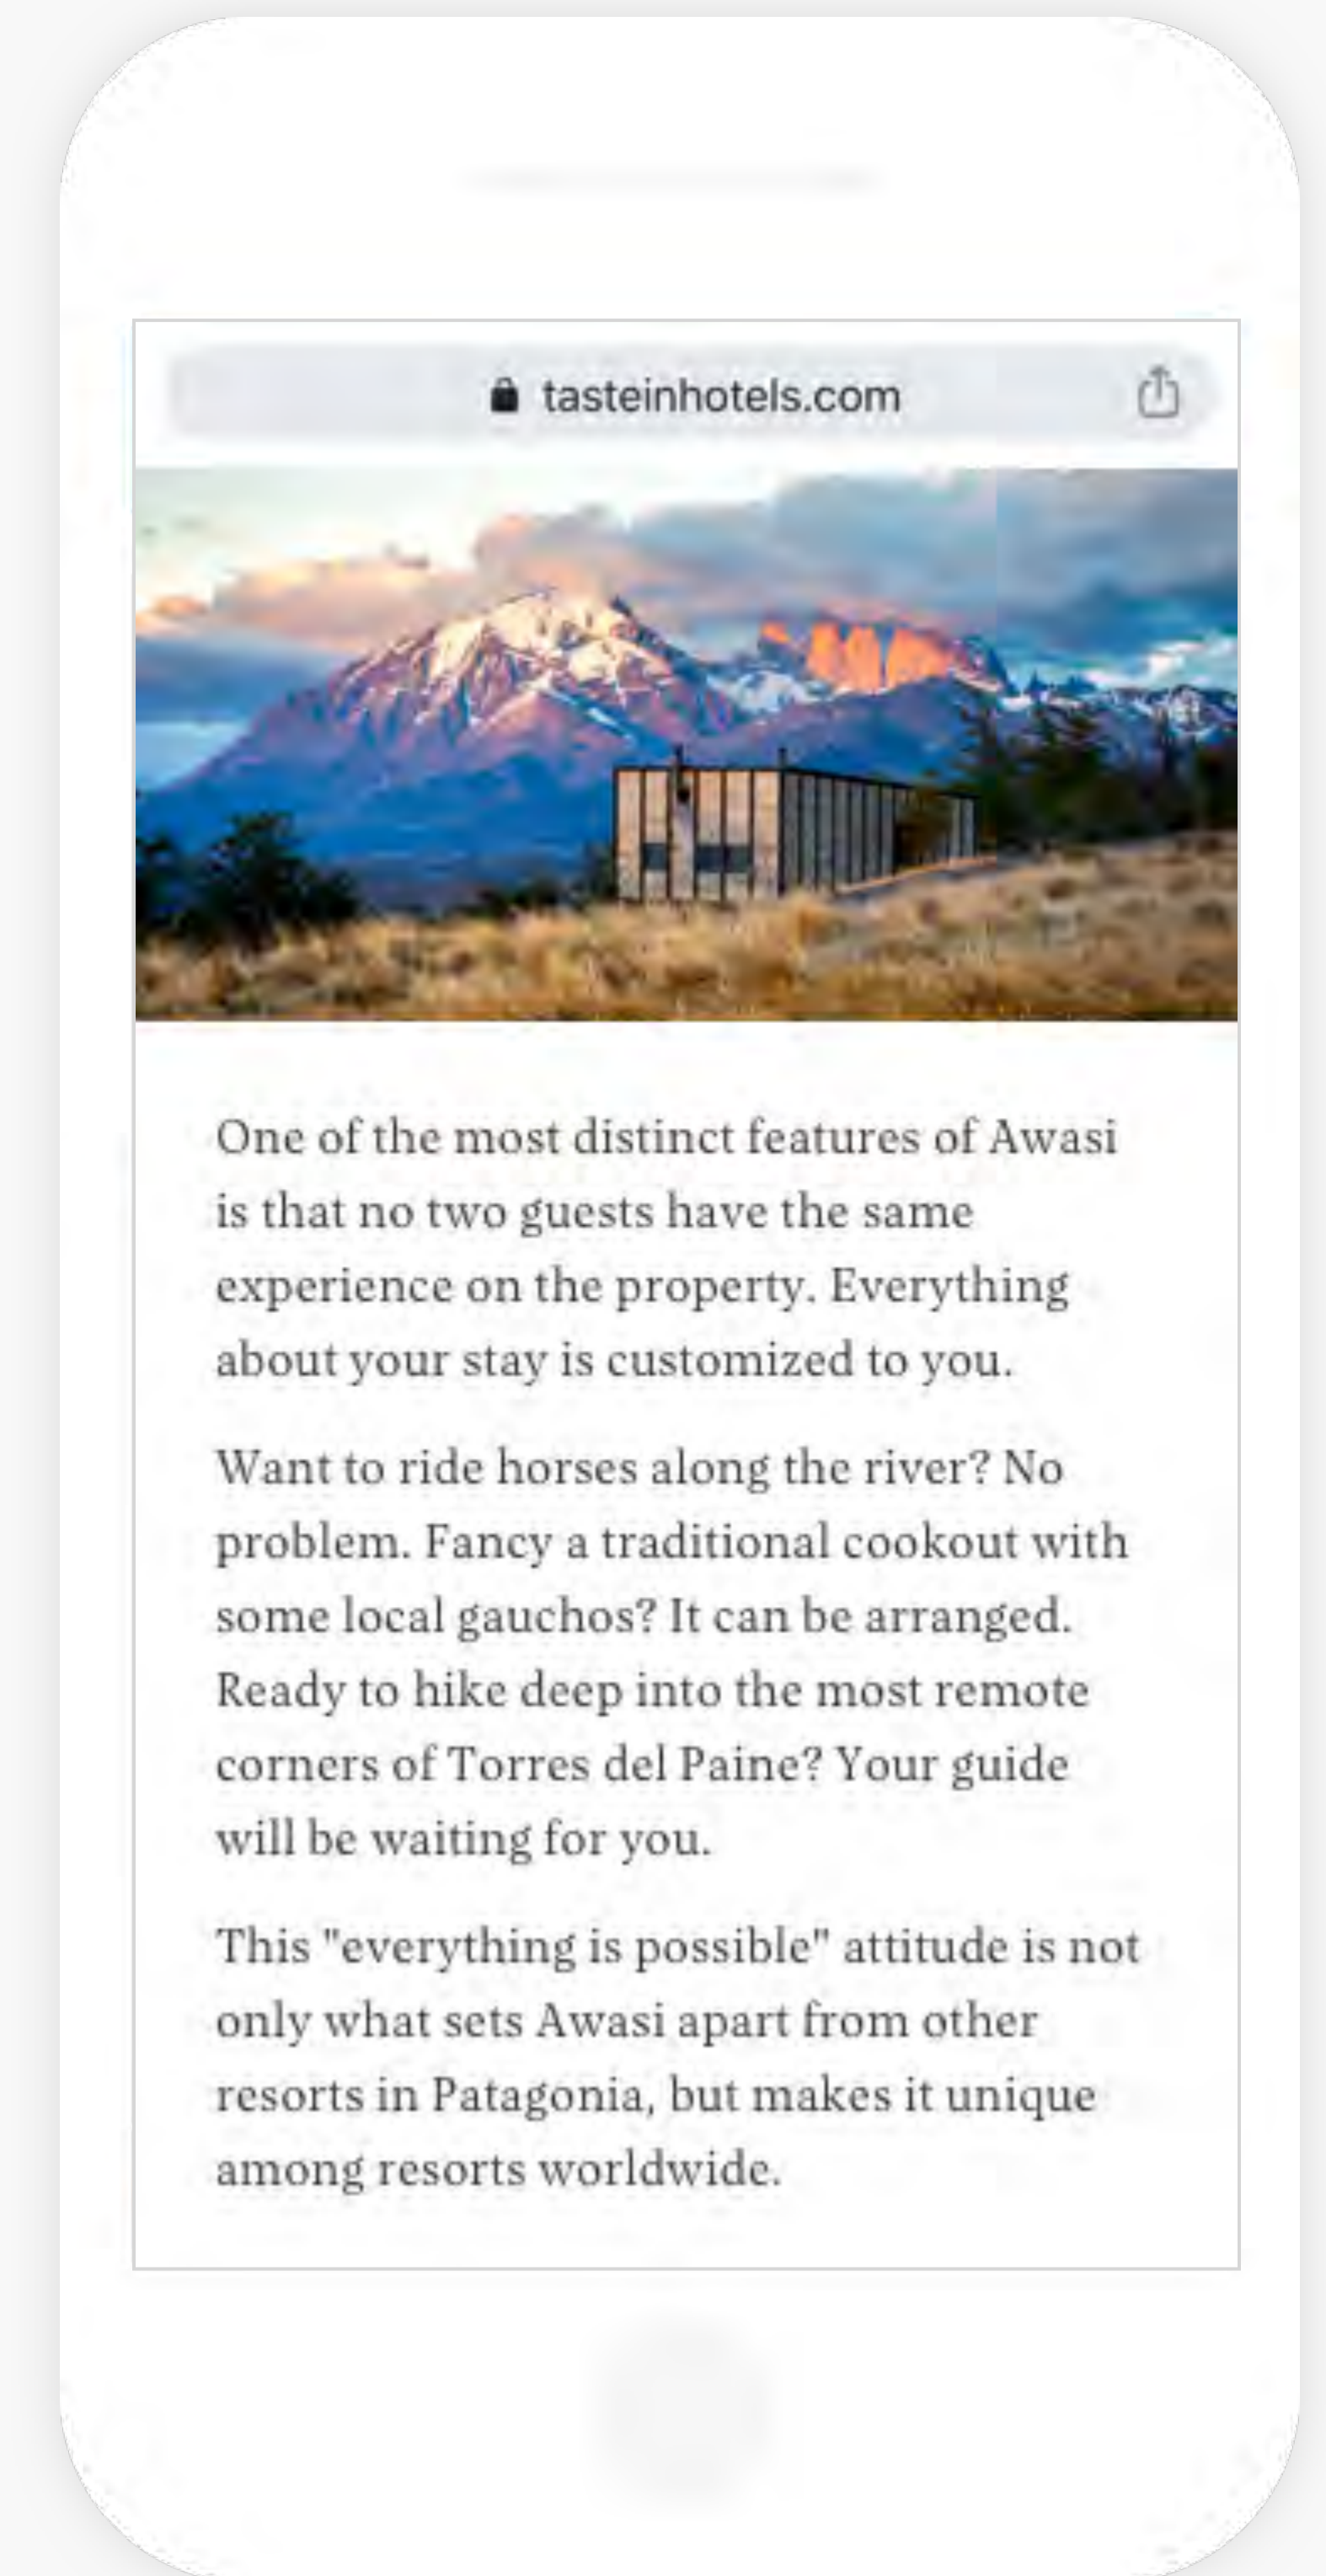 tasteinhotels.com
One of the most distinct features of Awasi
is that no two guests have the same
experience on the property. Everything
about your stay is customized to you.
Want to ride horses along the river? No
problem. Fancy a traditional cookout with
some local gauchos? It can be arranged.
Ready to hike deep into the most remote
corners of Torres del Paine? Your guide
will be waiting for you.
This "everything is possible" attitude is not
only what sets Awasi apart from other
resorts in Patagonia, but makes it unique
among resorts worldwide.